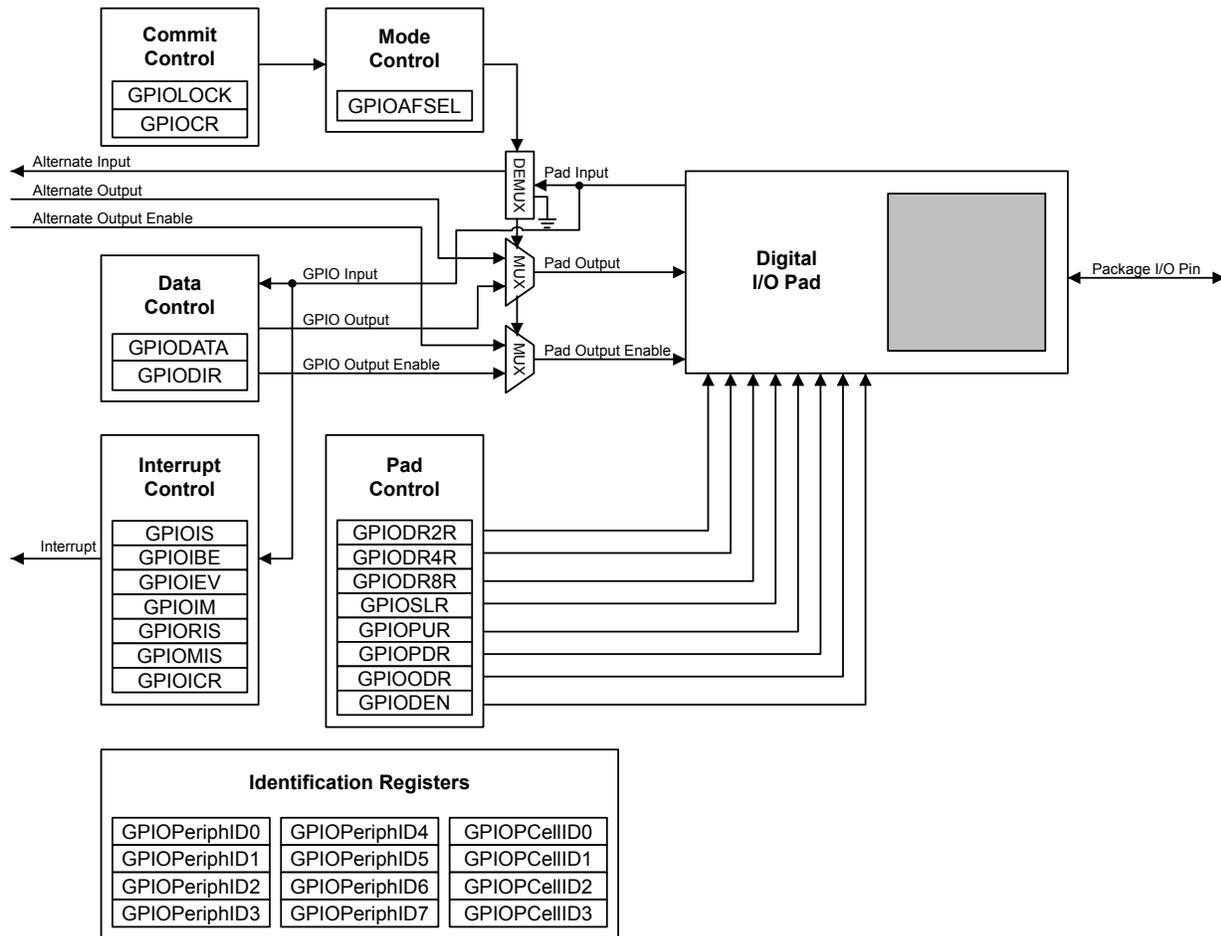 Commit
Control
GPIOLOCK
GPIOCR
Mode
Control
GPIOAFSEL
Alternate Input
Alternate Output
Alternate Output Enable
DEMUX
Pad Input
MUX
Pad Output
MUX
Pad Output Enable
Digital
I/O Pad
Package I/O Pin
Data
Control
GPIODATA
GPIODIR
GPIO Input
GPIO Output
GPIO Output Enable
Interrupt
Control
GPIOIS
GPIOIBE
GPIOIEV
GPIOIM
GPIORIS
GPIOMIS
GPIOICR
Interrupt
Pad
Control
GPIODR2R
GPIODR4R
GPIODR8R
GPIOSLR
GPIOPUR
GPIOPDR
GPIOODR
GPIODEN
Identification Registers
GPIOPeriphID0
GPIOPeriphID1
GPIOPeriphID2
GPIOPeriphID3
GPIOPeriphID4
GPIOPeriphID5
GPIOPeriphID6
GPIOPeriphID7
GPIOPCellID0
GPIOPCellID1
GPIOPCellID2
GPIOPCellID3